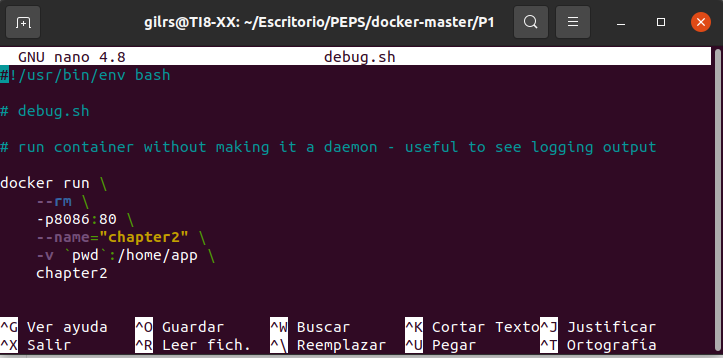 gilrs@TI8-XX: ~/Escritorio/PEPS/docker-master/P1
GNU nano 4.8 debug.sh
#!/usr/bin/env bash
# debug.sh
# run container without making it a daemon - useful to see logging output
docker run \
--rm \
-p8086:80 \
--name="chapter2" \
-v `pwd`:/home/app \
chapter2
^G Ver ayuda ^O Guardar ^W Buscar ^K Cortar Texto ^J Justificar
^X Salir ^R Leer fich. ^\ Reemplazar ^U Pegar ^T Ortografía